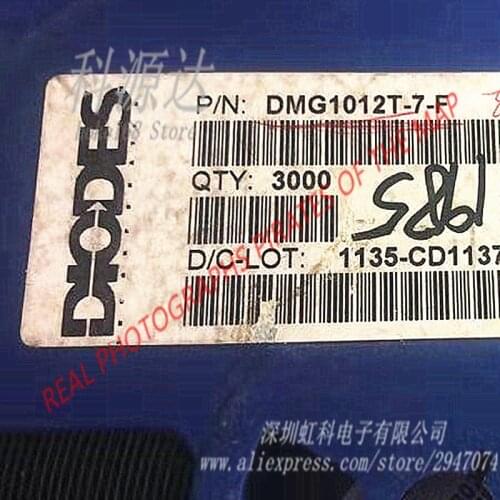 科源达
P/N: DMG1012T-7-F
Store
QTY: 3000
1985
D/C-LOT: 1135-CD1137
DIODES
REAL PHOTOGRAPHS PIRATES OF THE MAP
深圳虹科电子有限公司
www.aliexpress.com/store/2947074